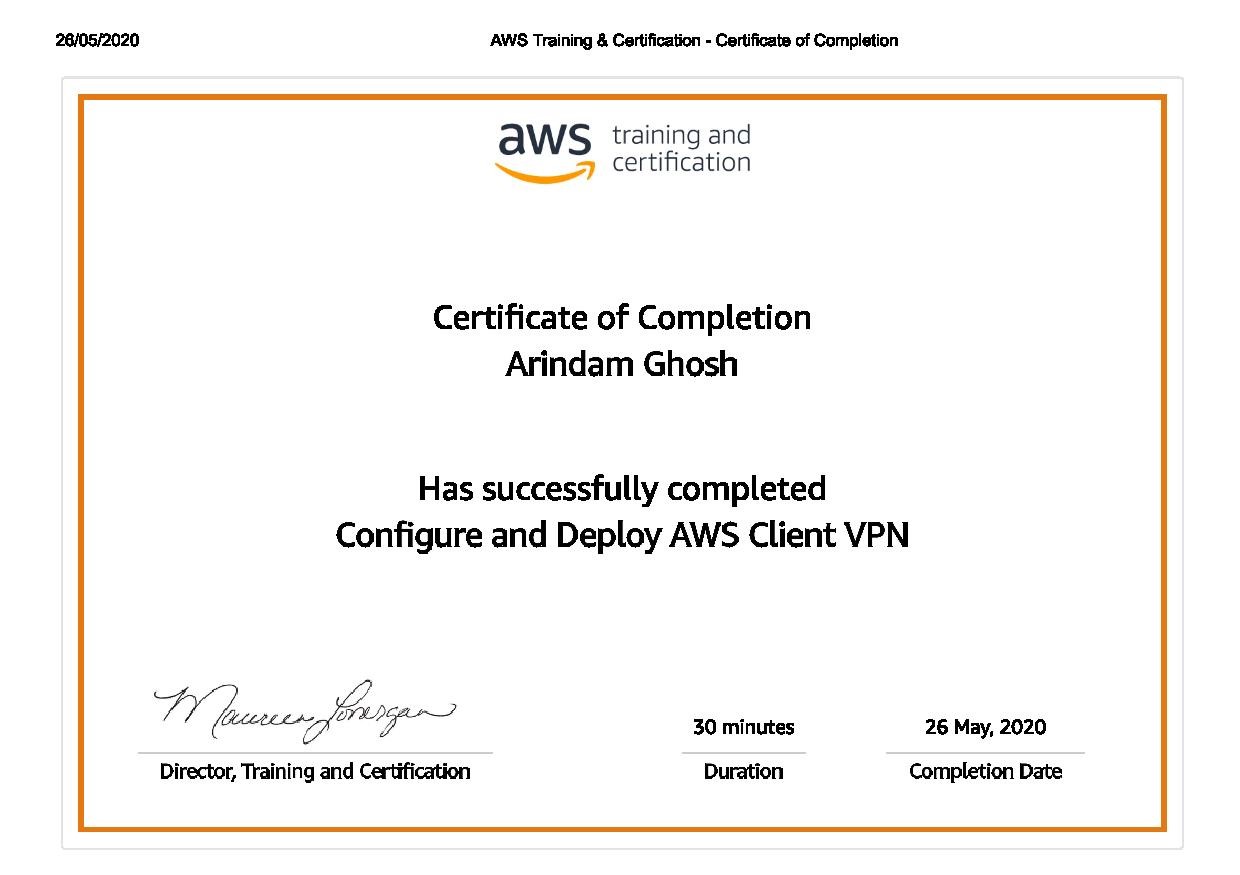 26/05/2020 AWS Training & Certification - Certificate of Completion
aws training and
certification
Certificate of Completion
Arindam Ghosh
Has successfully completed
Configure and Deploy AWS Client VPN
Maureen Lonergan
30 minutes 26 May, 2020
Director, Training and Certification Duration Completion Date